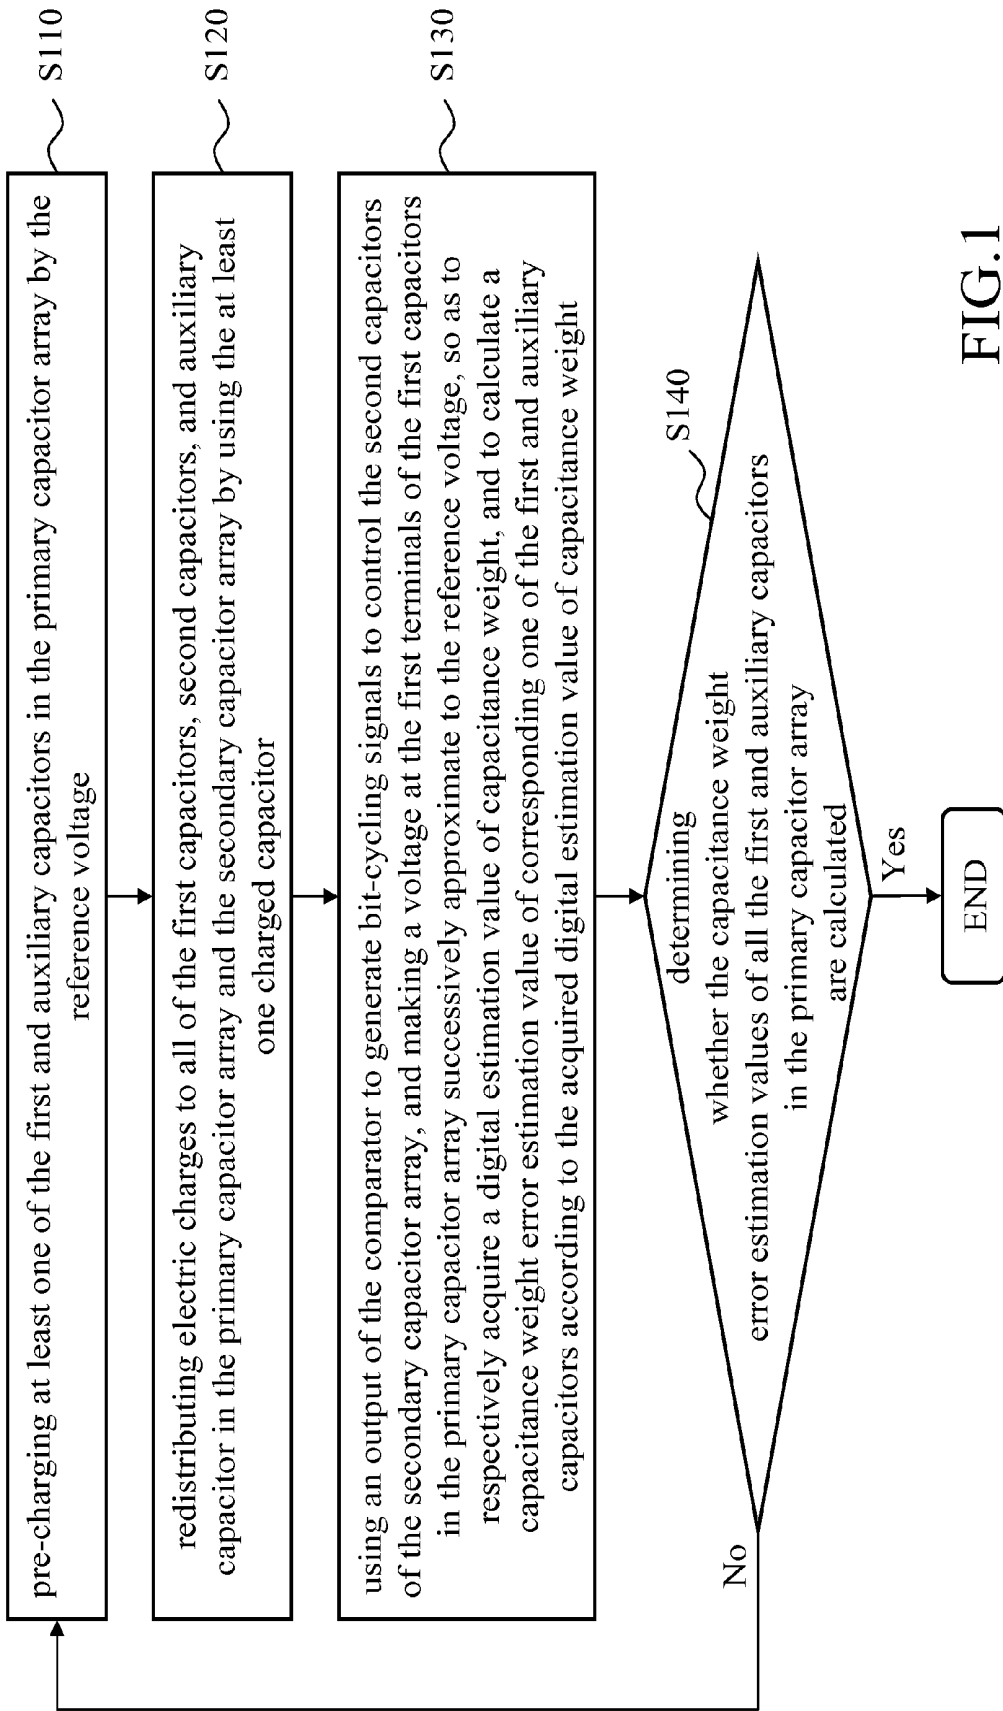 pre-charging at least one of the first and auxiliary capacitors in the primary capacitor array by the
reference voltage
S110
redistributing electric charges to all of the first capacitors, second capacitors, and auxiliary
capacitor in the primary capacitor array and the secondary capacitor array by using the at least
one charged capacitor
S120
using an output of the comparator to generate bit-cycling signals to control the second capacitors
of the secondary capacitor array, and making a voltage at the first terminals of the first capacitors
in the primary capacitor array successively approximate to the reference voltage, so as to
respectively acquire a digital estimation value of capacitance weight, and to calculate a
capacitance weight error estimation value of corresponding one of the first and auxiliary
capacitors according to the acquired digital estimation value of capacitance weight
S130
determining
whether the capacitance weight
error estimation values of all the first and auxiliary capacitors
in the primary capacitor array
are calculated
S140
No
Yes
END
FIG.1